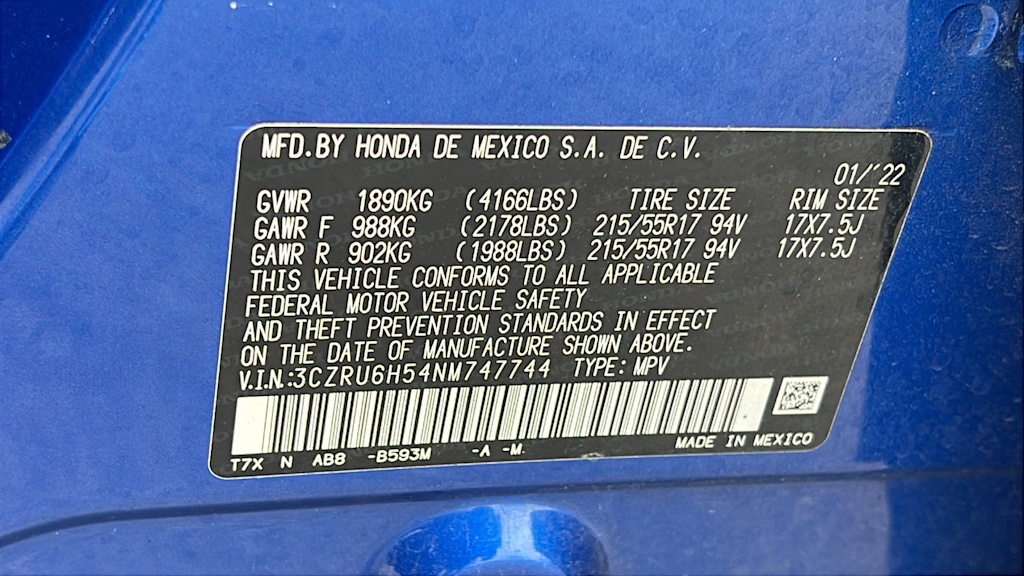 MFD. BY HONDA DE MEXICO S.A. DE C.V.
01/'22
GVWR 1890KG (4166LBS) TIRE SIZE RIM SIZE
GAWR F 988KG (2178LBS) 215/55R17 94V 17X7.5J
GAWR R 902KG (1988LBS) 215/55R17 94V 17X7.5J
THIS VEHICLE CONFORMS TO ALL APPLICABLE
FEDERAL MOTOR VEHICLE SAFETY
AND THEFT PREVENTION STANDARDS IN EFFECT
ON THE DATE OF MANUFACTURE SHOWN ABOVE.
V.I.N.:3CZRU6H54NM747744 TYPE: MPV
MADE IN MEXICO
T7X N AB8 -B593M -A -M